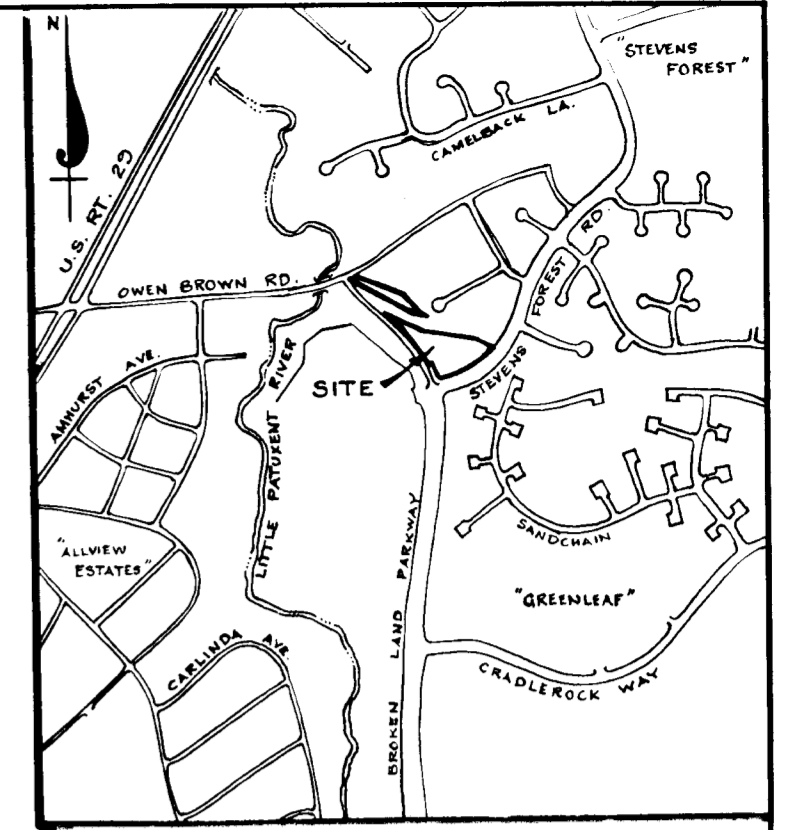 N
"STEVENS
FOREST"
U.S. RT. 29
CAMELBACK LA.
OWEN BROWN RD.
STEVENS FOREST RD.
AMHURST AVE.
SITE
LITTLE PATUXENT RIVER
SANDCHAIN
"ALLVIEW
ESTATES"
"GREENLEAF"
CARLINDA AVE.
BROKEN LAND PARKWAY
CRADLEROCK WAY